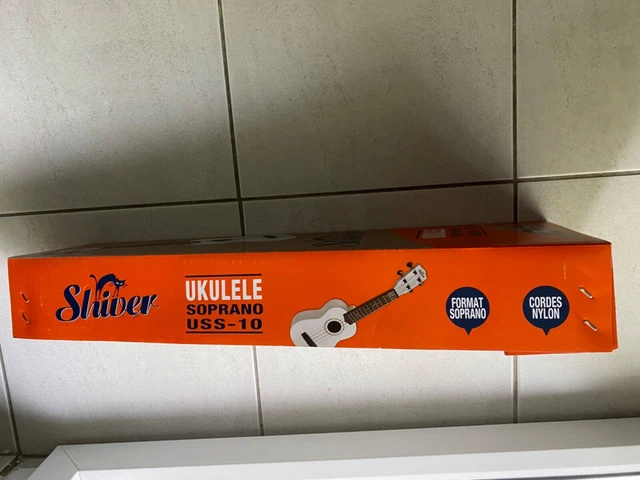 Shiver
UKULELE
SOPRANO
USS-10
FORMAT
SOPRANO
CORDES
NYLON